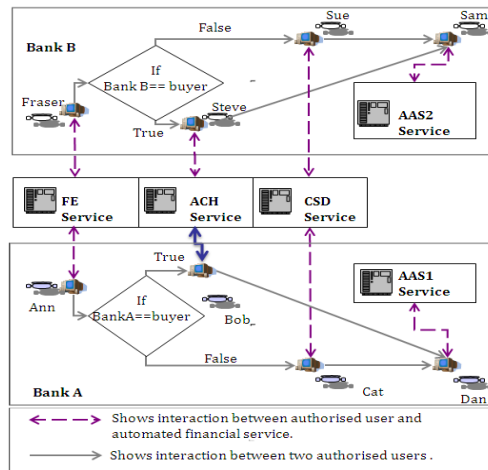 Bank B
False
Sue
Sam
If
Bank B== buyer
Fraser
True
Steve
AAS2
Service
FE
Service
ACH
Service
CSD
Service
True
AAS1
Service
Ann
If
BankA==buyer
Bob
False
Cat
Dan
Bank A
Shows interaction between authorised user and
automated financial service.
Shows interaction between two authorised users .